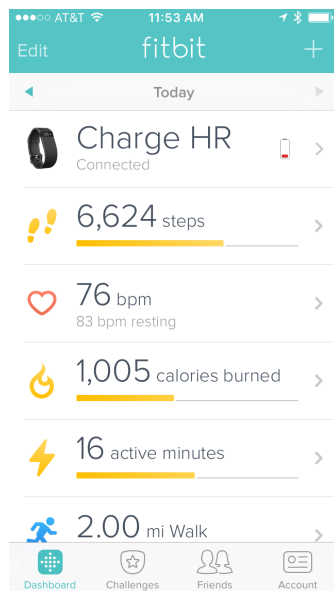 AT&T 11:53 AM
Edit fitbit +
Today
Charge HR
Connected
6,624 steps
76 bpm
83 bpm resting
1,005 calories burned
16 active minutes
2.00 mi Walk
Dashboard Challenges Friends Account